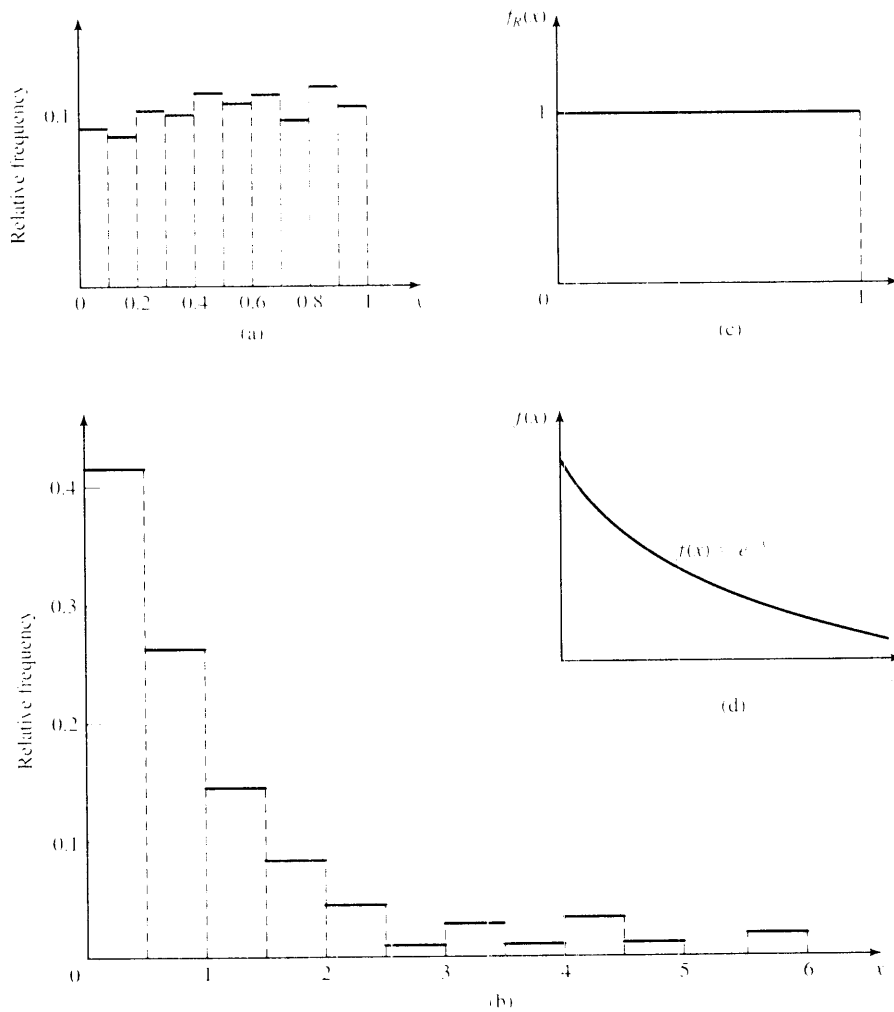 Relative frequency
0.1
0
0.2
0.4
0.6
0.8
1
x
(a)
f_R(x)
1
0
1
(c)
Relative frequency
0.4
0.3
0.2
0.1
0
1
2
3
4
5
6
x
(b)
f(x)
f(x) = e^-x
(d)